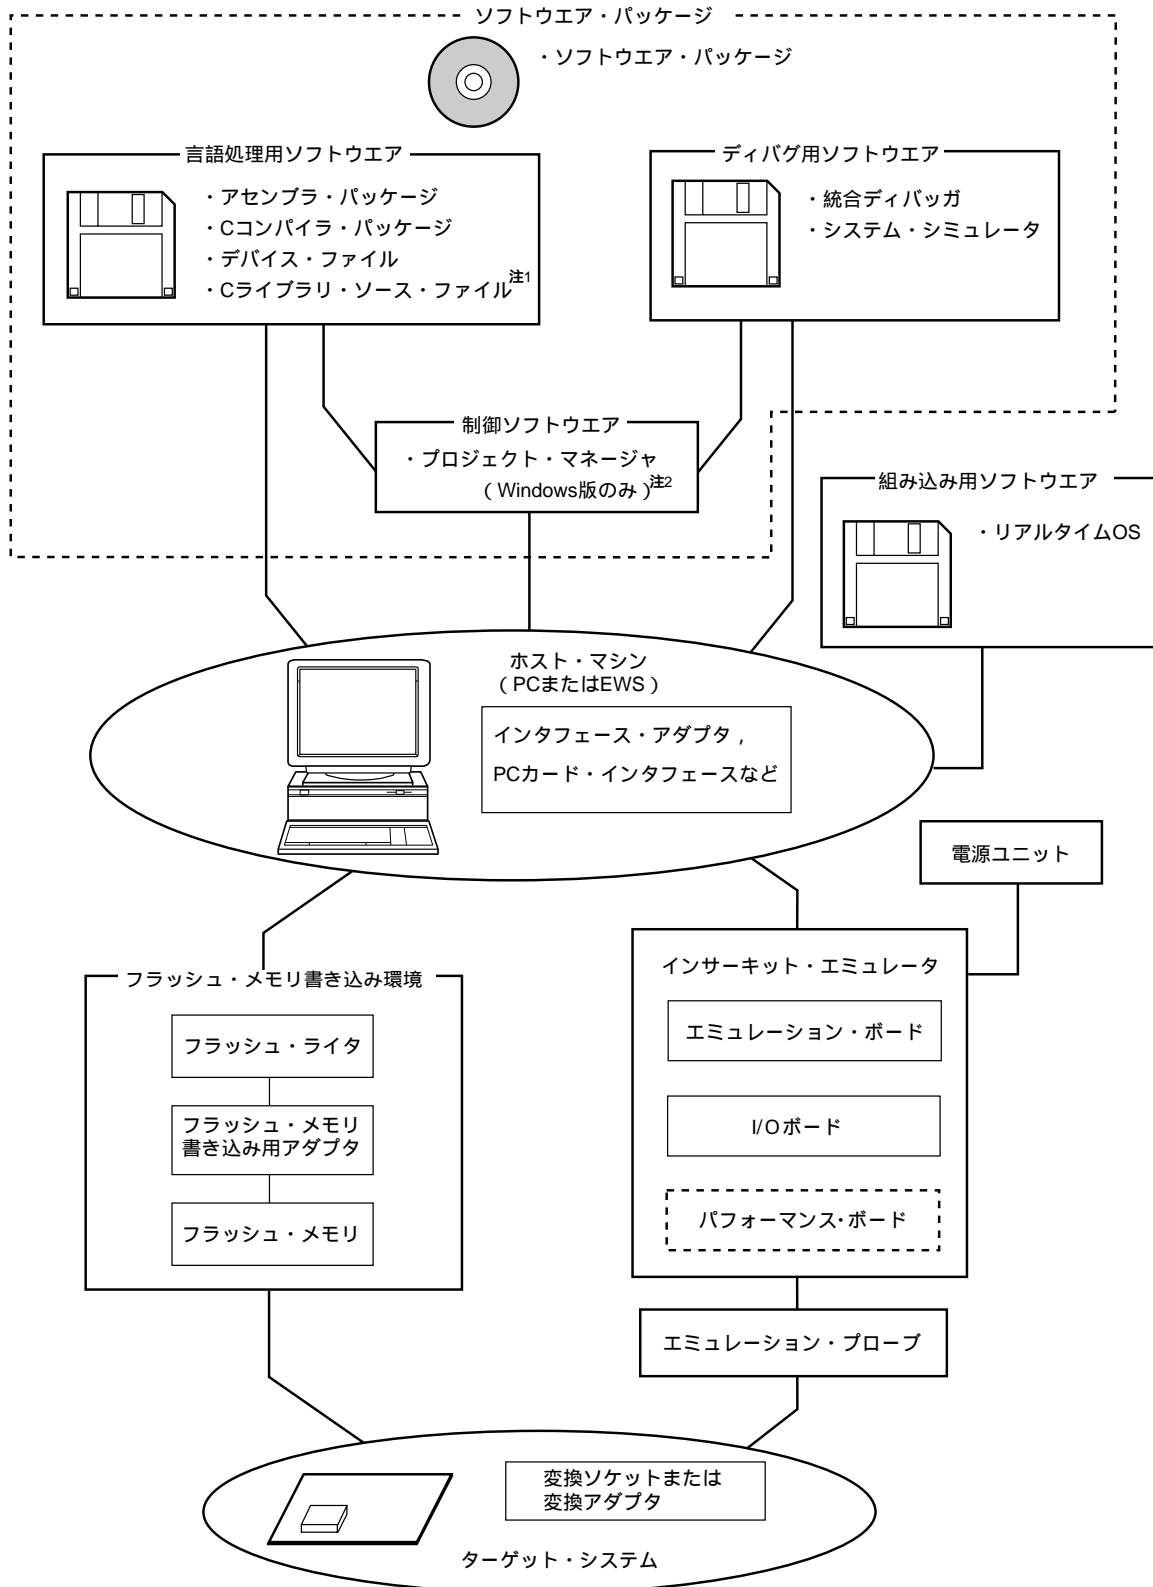 ソフトウエア・パッケージ
・ソフトウエア・パッケージ
言語処理用ソフトウエア
・アセンブラ・パッケージ
・Cコンパイラ・パッケージ
・デバイス・ファイル
・Cライブラリ・ソース・ファイル注1
ディバグ用ソフトウエア
・統合ディバッガ
・システム・シミュレータ
制御ソフトウエア
・プロジェクト・マネージャ
（Windows版のみ）注2
組み込み用ソフトウエア
・リアルタイムOS
ホスト・マシン
（PCまたはEWS）
インタフェース・アダプタ，
PCカード・インタフェースなど
電源ユニット
フラッシュ・メモリ書き込み環境
フラッシュ・ライタ
フラッシュ・メモリ
書き込み用アダプタ
フラッシュ・メモリ
インサーキット・エミュレータ
エミュレーション・ボード
I/Oボード
パフォーマンス・ボード
エミュレーション・プローブ
変換ソケットまたは
変換アダプタ
ターゲット・システム